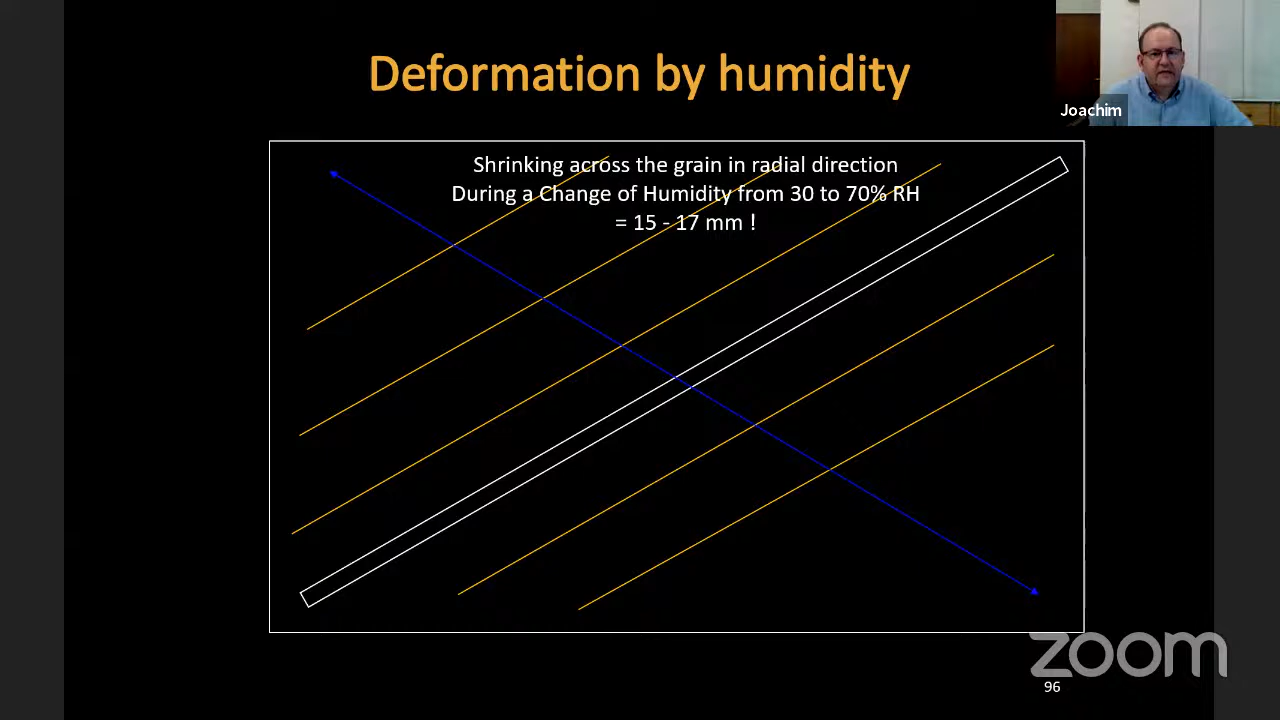 Deformation by humidity
Joachim
Shrinking across the grain in radial direction
During a Change of Humidity from 30 to 70% RH
= 15 - 17 mm !
zoom
96